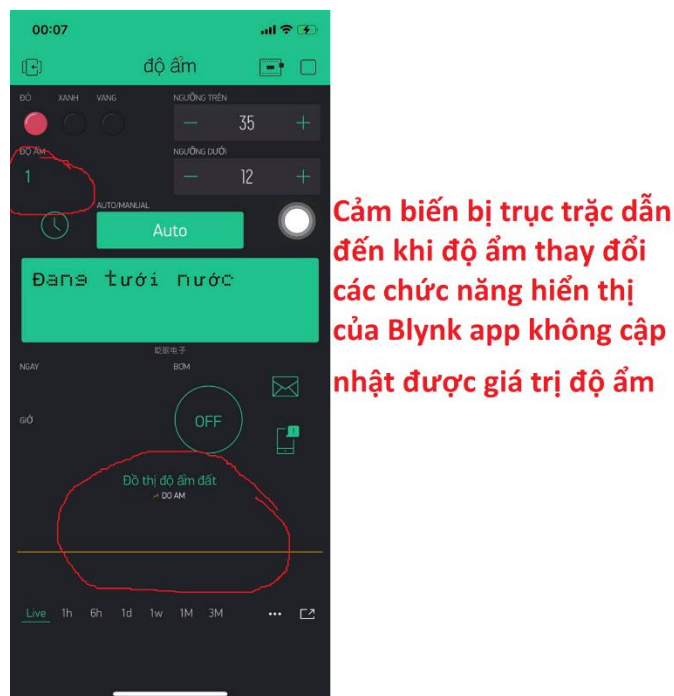 00:07
độ ẩm
ĐỎ XANH VÀNG NGƯỠNG TRÊN
— 35 +
ĐỘ ẨM NGƯỠNG DƯỚI
1 — 12 +
AUTO/MANUAL
Auto
Đang tưới nước
NGAY BƠM
GIỜ
OFF
Đồ thị độ ẩm đất
DO AM
Live 1h 6h 1d 1w 1M 3M
Cảm biến bị trục trặc dẫn
đến khi độ ẩm thay đổi
các chức năng hiển thị
của Blynk app không cập
nhật được giá trị độ ẩm